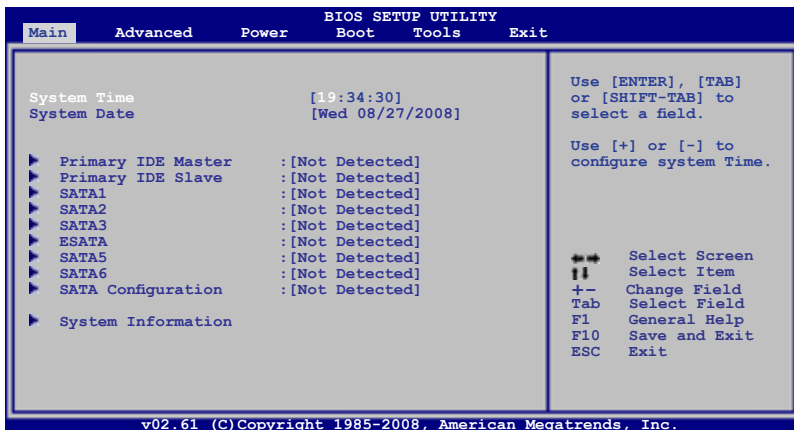 BIOS SETUP UTILITY
Main Advanced Power Boot Tools Exit
System Time [19:34:30]
System Date [Wed 08/27/2008]
Primary IDE Master :[Not Detected]
Primary IDE Slave :[Not Detected]
SATA1 :[Not Detected]
SATA2 :[Not Detected]
SATA3 :[Not Detected]
ESATA :[Not Detected]
SATA5 :[Not Detected]
SATA6 :[Not Detected]
SATA Configuration :[Not Detected]
System Information
Use [ENTER], [TAB]
or [SHIFT-TAB] to
select a field.
Use [+] or [-] to
configure system Time.
←→ Select Screen
↑↓ Select Item
+- Change Field
Tab Select Field
F1 General Help
F10 Save and Exit
ESC Exit
v02.61 (C)Copyright 1985-2008, American Megatrends, Inc.